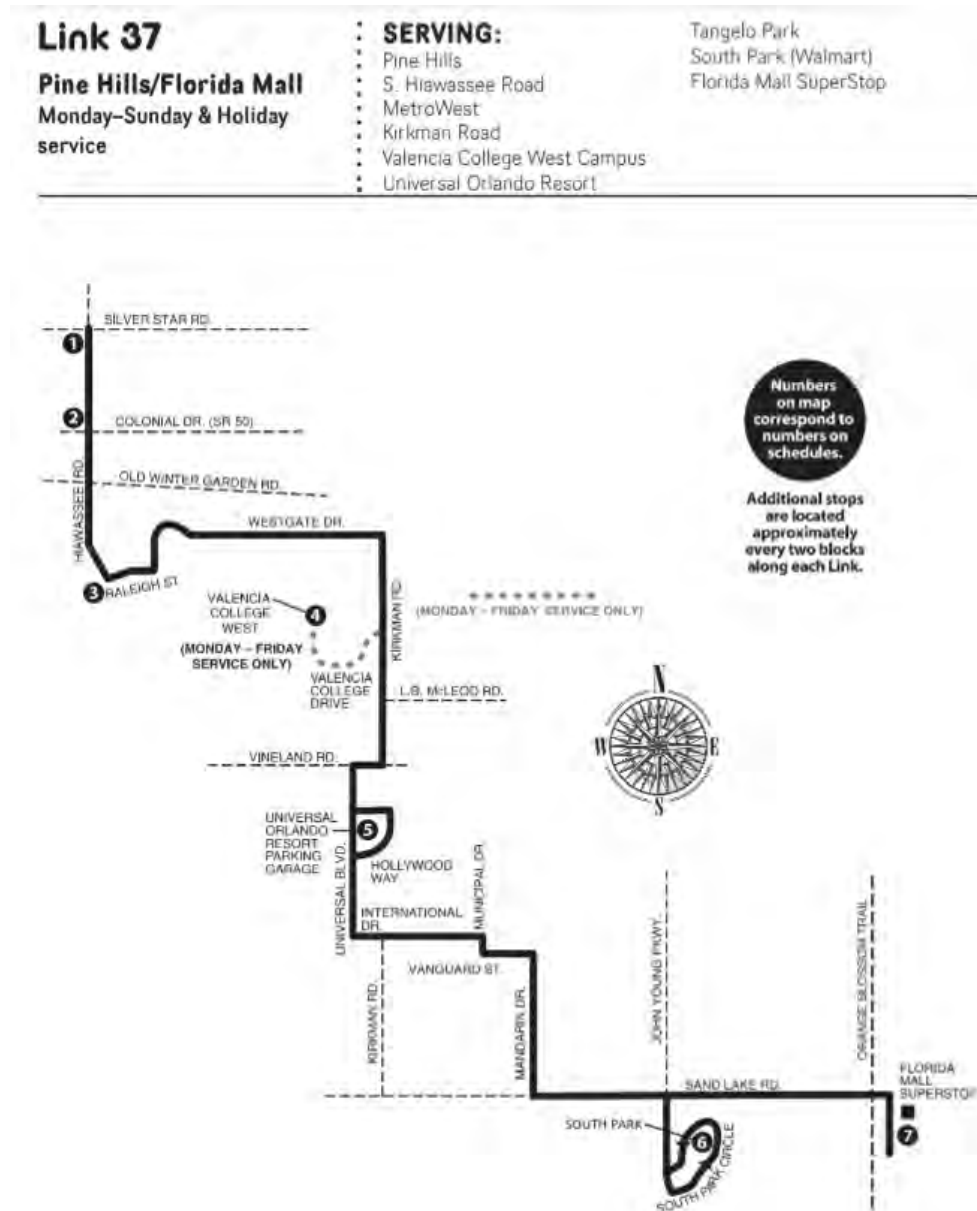 Link 37
Pine Hills/Florida Mall
Monday–Sunday & Holiday
service
SERVING:
Pine Hills
S. Hiawassee Road
MetroWest
Kirkman Road
Valencia College West Campus
Universal Orlando Resort
Tangelo Park
South Park (Walmart)
Florida Mall SuperStop
SILVER STAR RD.
1
2
COLONIAL DR. (SR 50)
HIAWASSEE RD.
OLD WINTER GARDEN RD.
Numbers
on map
correspond to
numbers on
schedules.
Additional stops
are located
approximately
every two blocks
along each Link.
WESTGATE DR.
3
RALEIGH ST.
VALENCIA
COLLEGE
WEST
4
(MONDAY – FRIDAY
SERVICE ONLY)
KIRKMAN RD.
(MONDAY – FRIDAY SERVICE ONLY)
VALENCIA
COLLEGE
DRIVE
L.B. McLEOD RD.
N
W
E
S
VINELAND RD.
UNIVERSAL
ORLANDO
RESORT
PARKING
GARAGE
5
HOLLYWOOD
WAY
UNIVERSAL BLVD.
INTERNATIONAL
DR.
MUNICIPAL DR.
VANGUARD ST.
KIRKMAN RD.
MANDARIN DR.
JOHN YOUNG PKWY.
ORANGE BLOSSOM TRAIL
SAND LAKE RD.
FLORIDA
MALL
SUPERSTOP
7
SOUTH PARK
6
SOUTH PARK CIRCLE